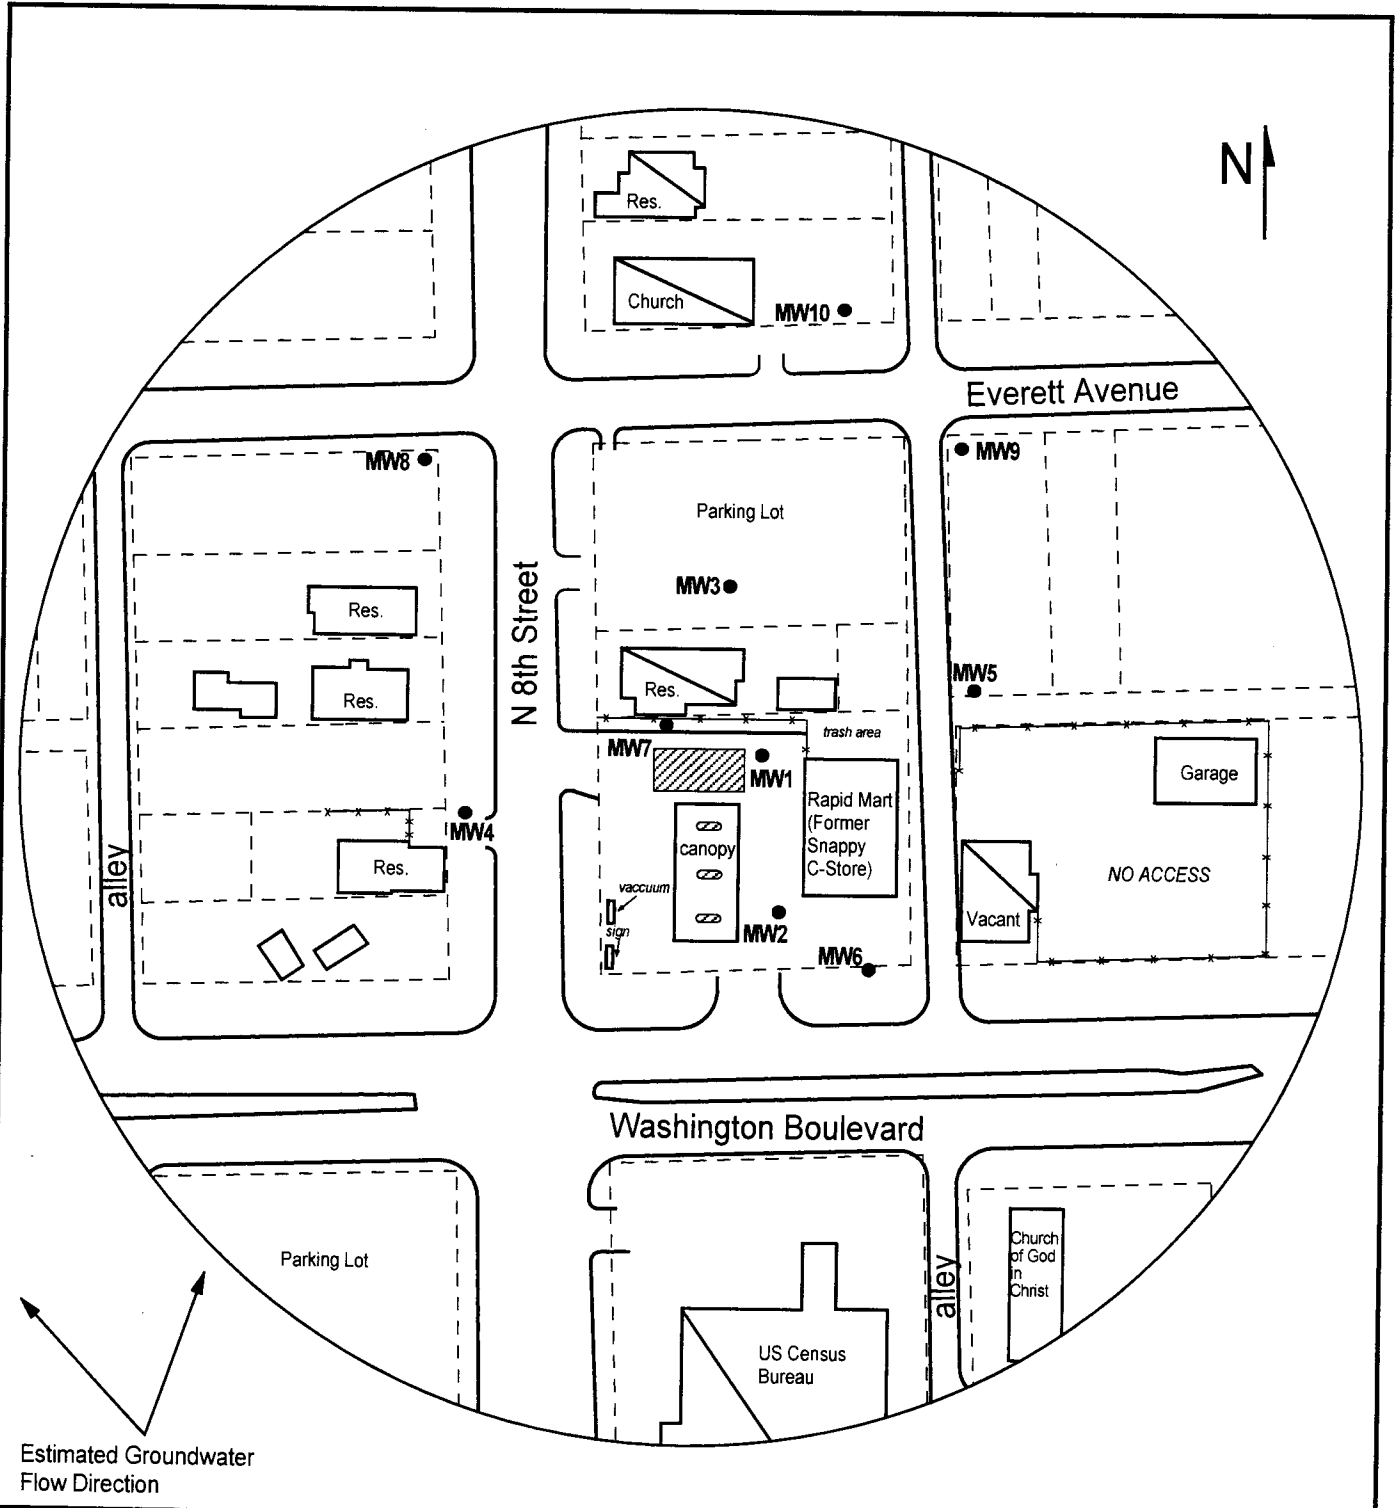 N
Res.
Church
MW10
Everett Avenue
MW8
MW9
Parking Lot
MW3
Res.
N 8th Street
Res.
Res.
MW5
MW7
trash area
MW1
Garage
Rapid Mart
(Former
Snappy
C-Store)
MW4
canopy
Res.
alley
NO ACCESS
vaccuum
Vacant
sign
MW2
MW6
Washington Boulevard
Parking Lot
Church
of God
in
Christ
alley
US Census
Bureau
Estimated Groundwater
Flow Direction